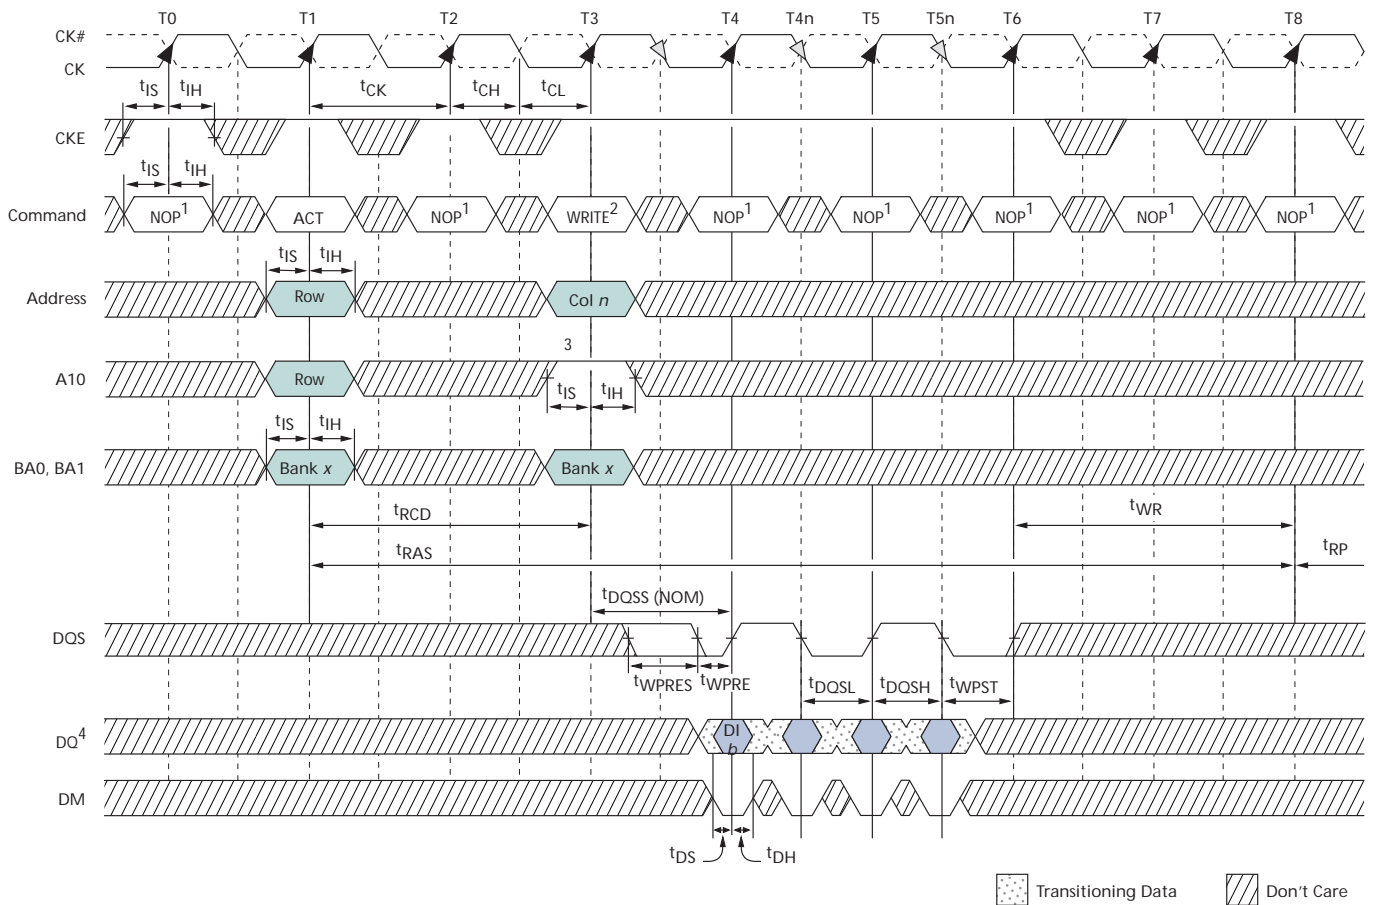 T0 T1 T2 T3 T4 T4n T5 T5n T6 T7 T8
CK#
CK
tIS tIH tCK tCH tCL
CKE
tIS tIH
Command NOP1 ACT NOP1 WRITE2 NOP1 NOP1 NOP1 NOP1 NOP1
tIS tIH
Address Row Col n
3
A10 Row
tIS tIH
tIS tIH
BA0, BA1 Bank x Bank x
tRCD tWR
tRAS tRP
tDQSS (NOM)
DQS
tWPRES tWPRE tDQSL tDQSH tWPST
DQ4 DI
b
DM
tDS tDH
Transitioning Data Don't Care